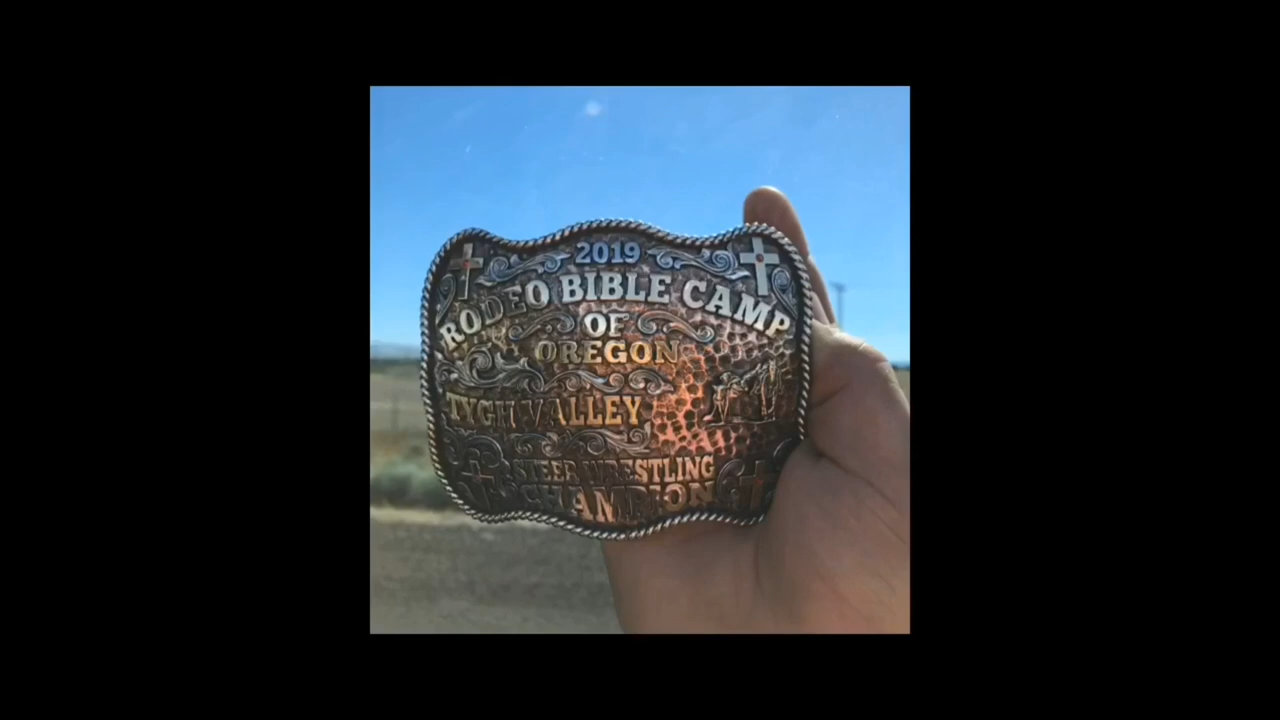 2019
RODEO BIBLE CAMP
OF
OREGON
TYGH VALLEY
STEER WRESTLING
CHAMPION